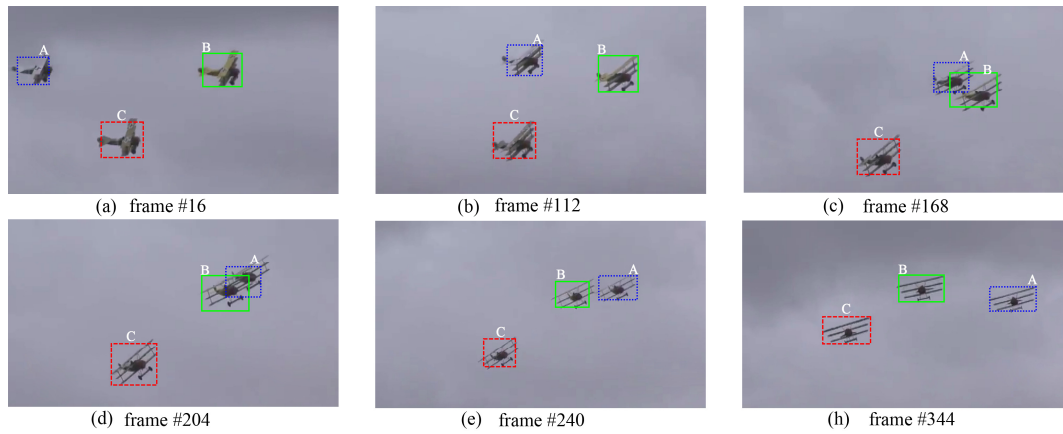 A
B
C
(a) frame #16
A
B
C
(b) frame #112
A
B
C
(c) frame #168
B
A
C
(d) frame #204
B
A
C
(e) frame #240
B
A
C
(h) frame #344